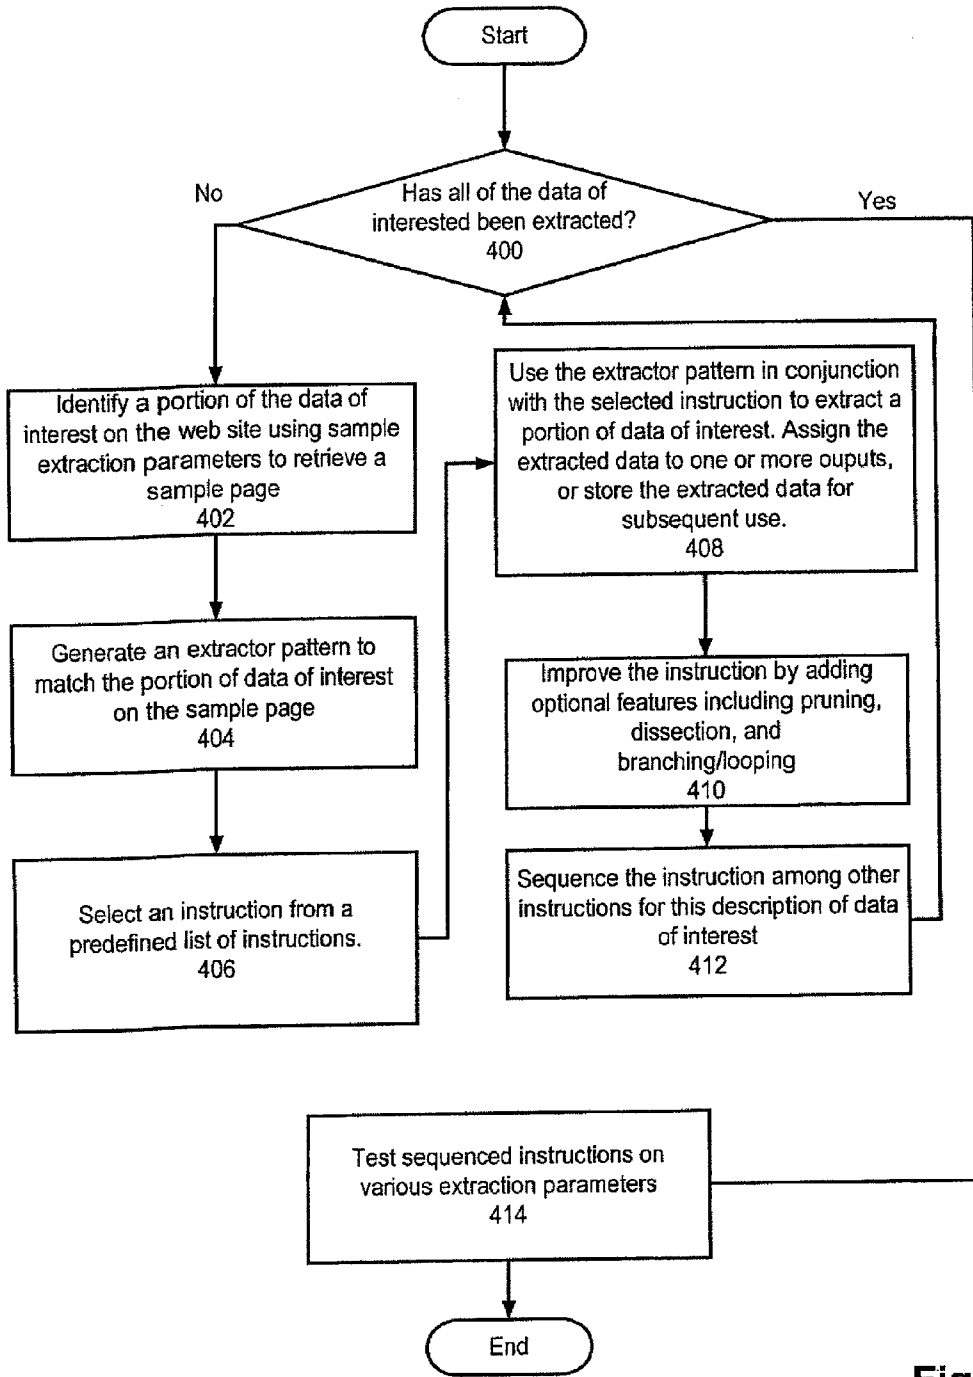 Start
Has all of the data of
interested been extracted?
400
No
Yes
Identify a portion of the data of
interest on the web site using sample
extraction parameters to retrieve a
sample page
402
Generate an extractor pattern to
match the portion of data of interest
on the sample page
404
Select an instruction from a
predefined list of instructions.
406
Use the extractor pattern in conjunction
with the selected instruction to extract a
portion of data of interest. Assign the
extracted data to one or more ouputs,
or store the extracted data for
subsequent use.
408
Improve the instruction by adding
optional features including pruning,
dissection, and
branching/looping
410
Sequence the instruction among other
instructions for this description of data
of interest
412
Test sequenced instructions on
various extraction parameters
414
End